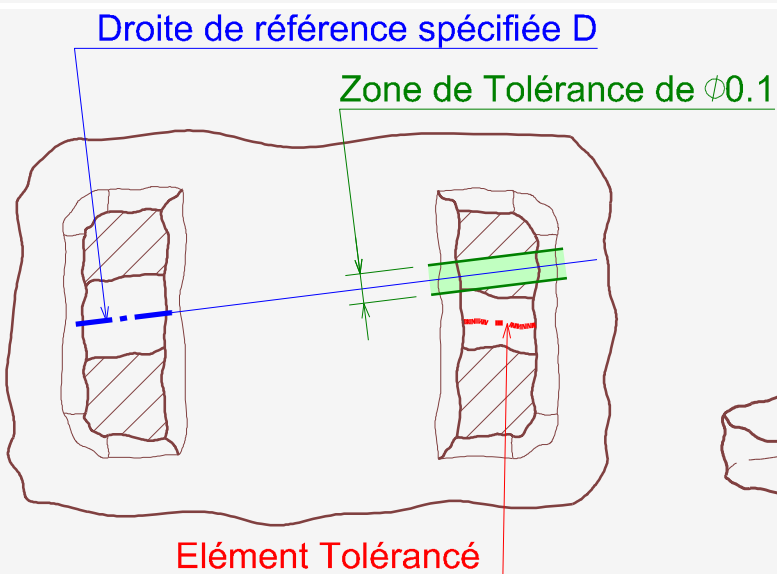 Droite de référence spécifiée D
Zone de Tolérance de ∅0.1
Elément Tolérancé